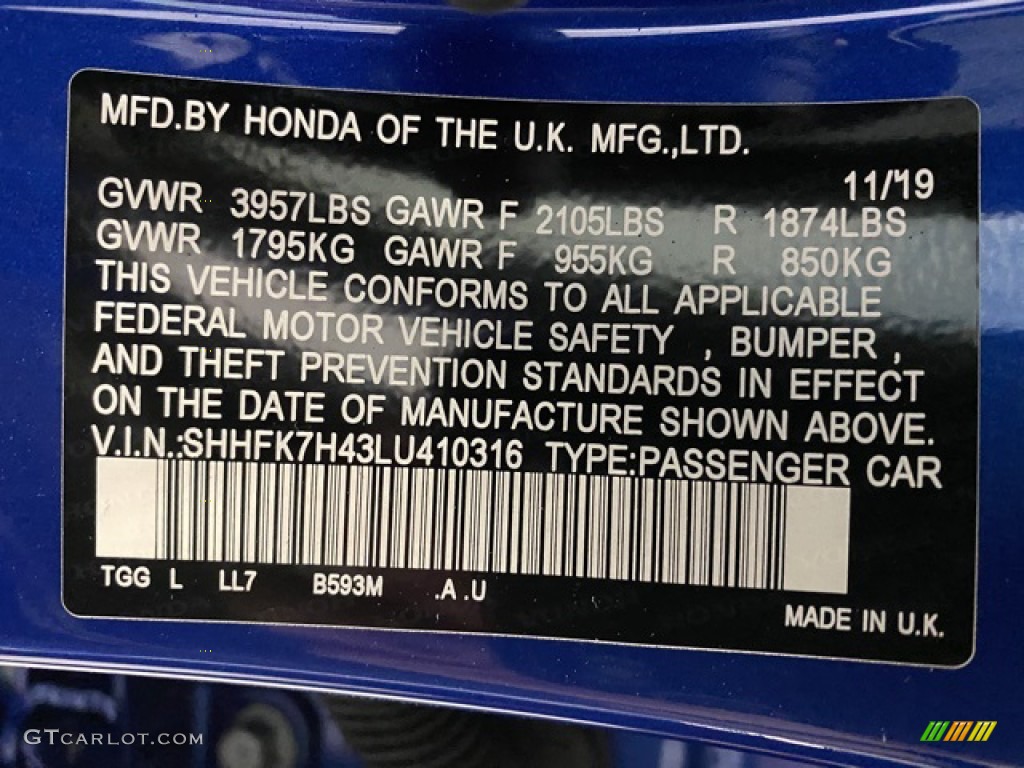 MFD.BY HONDA OF THE U.K. MFG.,LTD.
11/'19
GVWR 3957LBS GAWR F 2105LBS R 1874LBS
GVWR 1795KG GAWR F 955KG R 850KG
THIS VEHICLE CONFORMS TO ALL APPLICABLE
FEDERAL MOTOR VEHICLE SAFETY , BUMPER ,
AND THEFT PREVENTION STANDARDS IN EFFECT
ON THE DATE OF MANUFACTURE SHOWN ABOVE.
V.I.N.:SHHFK7H43LU410316 TYPE:PASSENGER CAR
TGG L LL7 B593M .A .U
MADE IN U.K.
GTCARLOT.COM